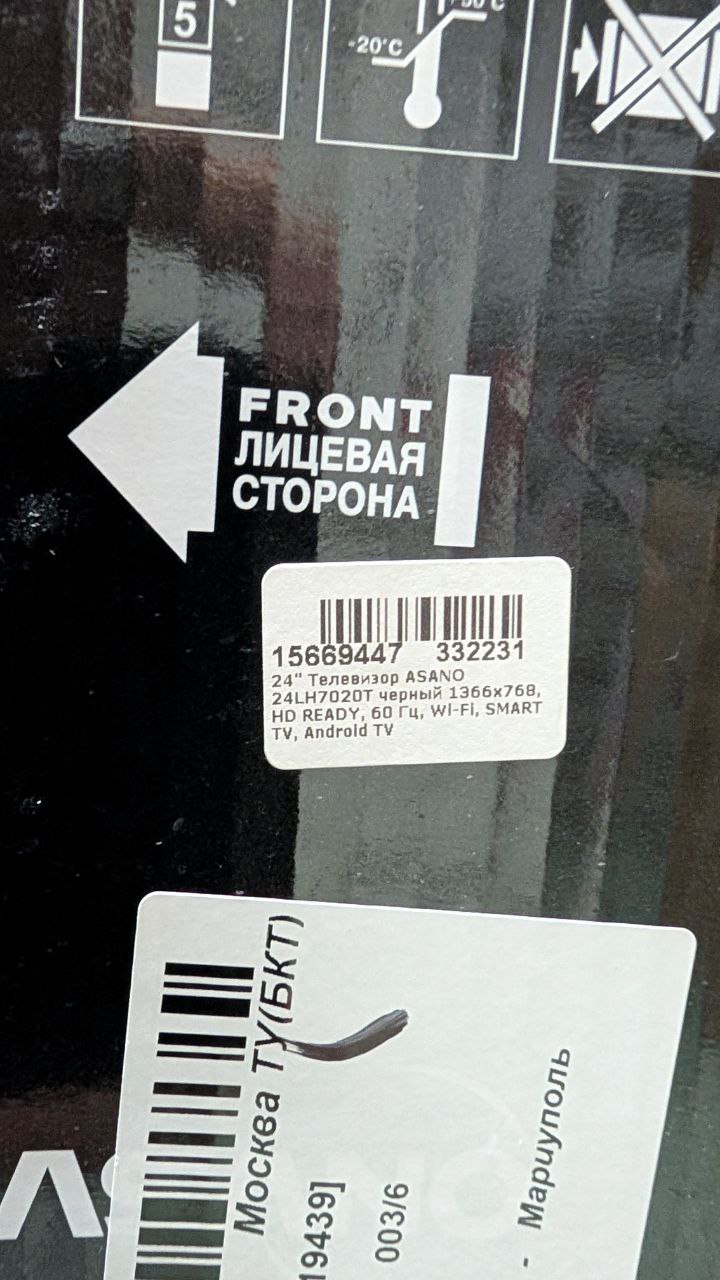 5
-20°C
FRONT
ЛИЦЕВАЯ
СТОРОНА
15669447 332231
24" Телевизор ASANO
24LH7020T черный 1366x768,
HD READY, 60 Гц, WI-FI, SMART
TV, Android TV
Москва ТУ(БКТ)
19439]
003/6
- Мариуполь
ASANO